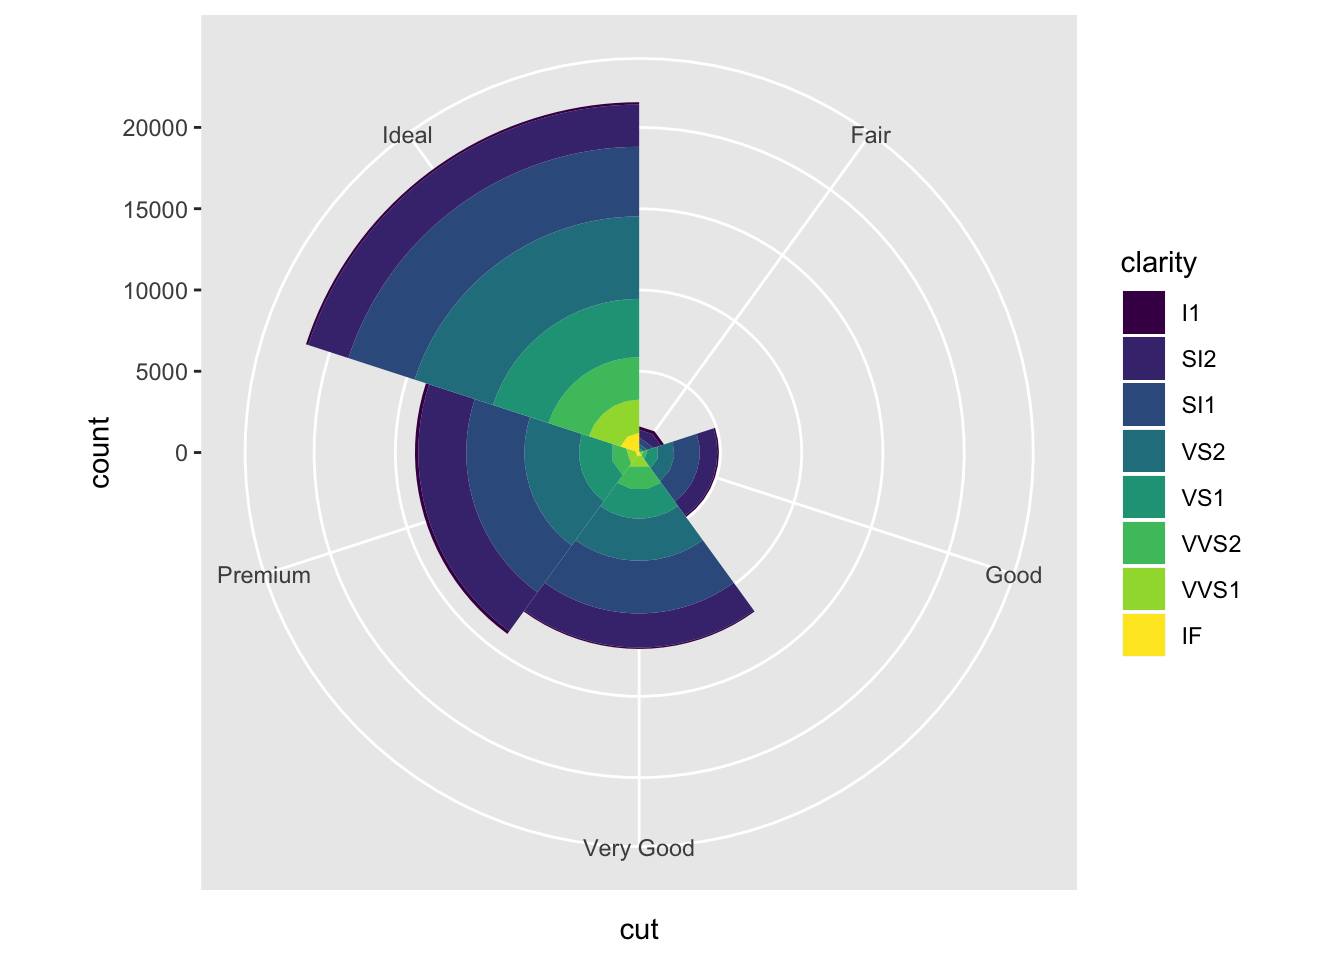 Ideal
Fair
20000
15000
10000
5000
0
count
Premium
Good
Very Good
cut
clarity
I1
SI2
SI1
VS2
VS1
VVS2
VVS1
IF